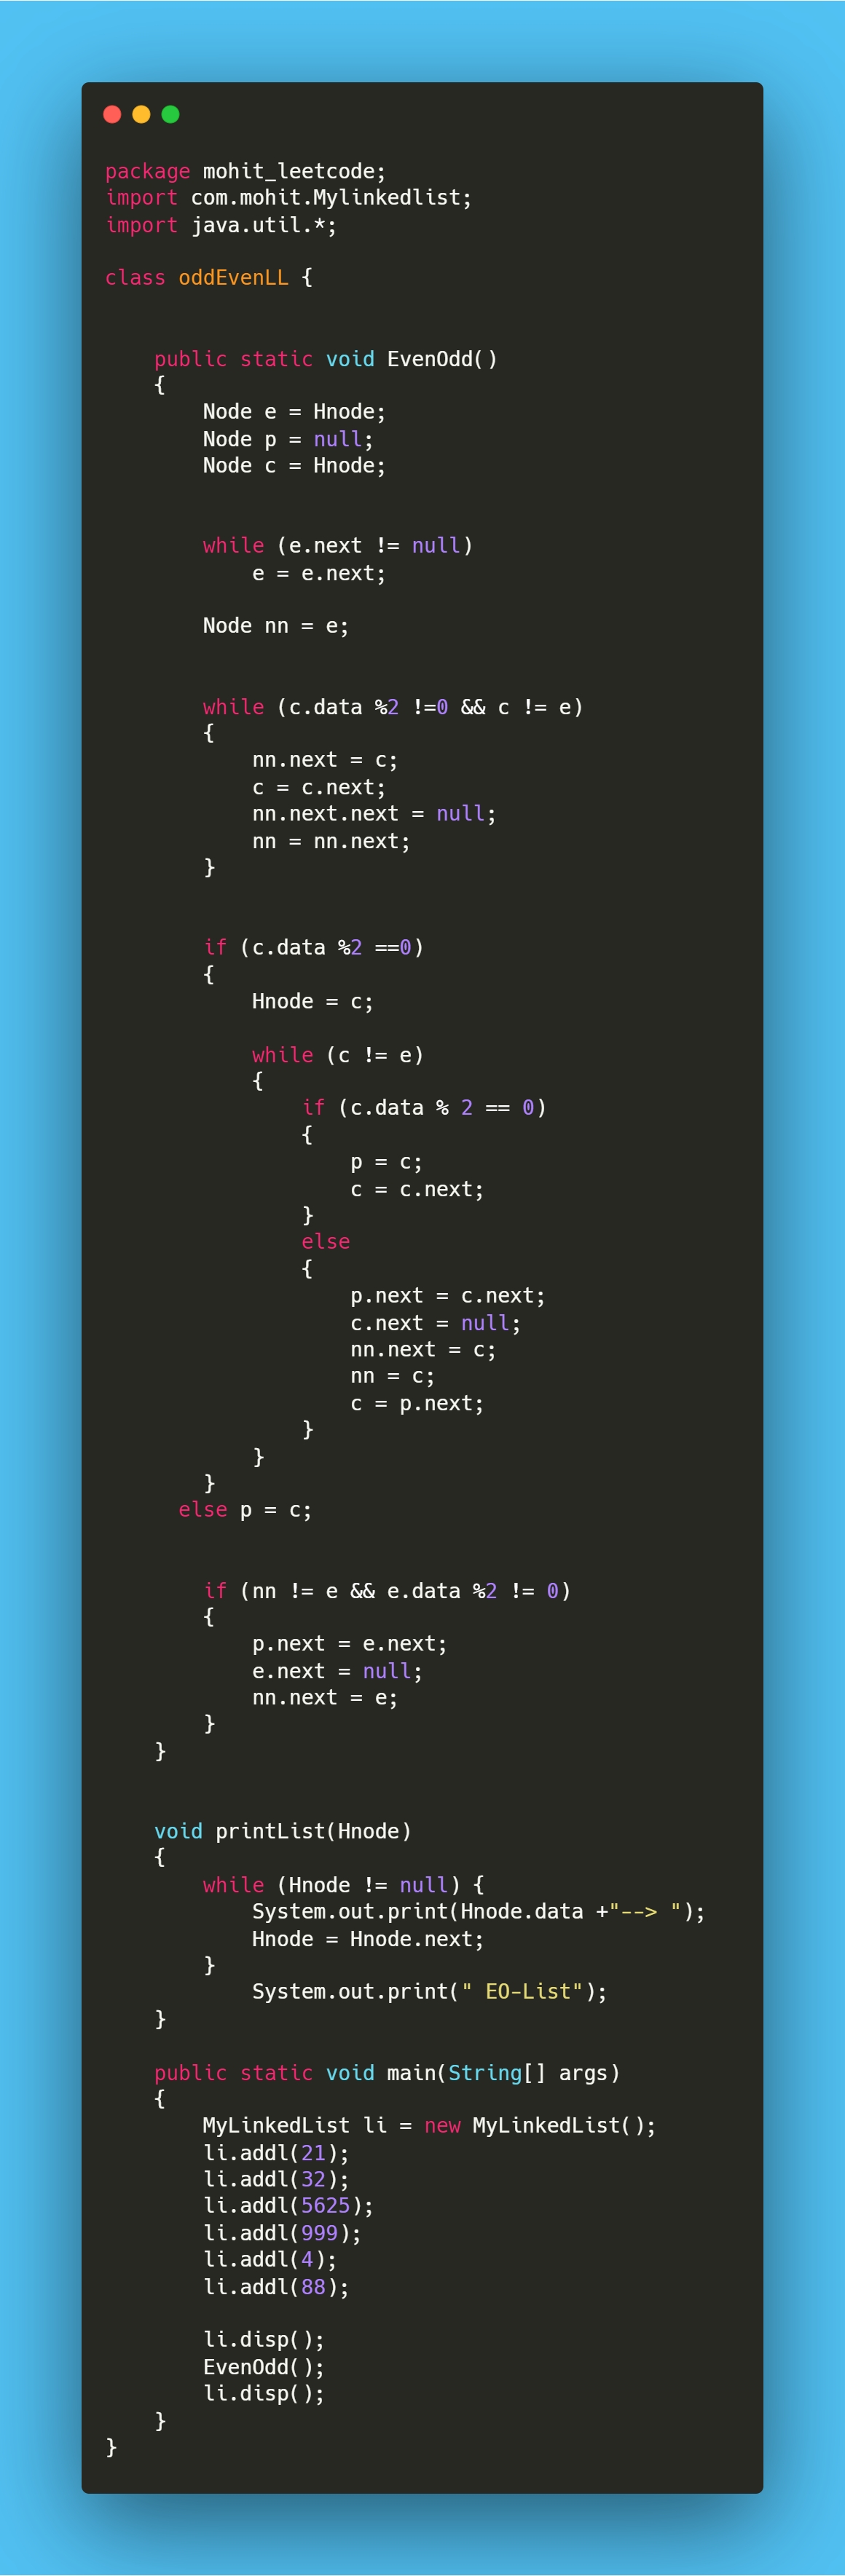 package mohit_leetcode;
import com.mohit.Mylinkedlist;
import java.util.*;
class oddEvenLL {
    public static void EvenOdd()
    {
        Node e = Hnode;
        Node p = null;
        Node c = Hnode;
        while (e.next != null)
            e = e.next;
        Node nn = e;
        while (c.data %2 !=0 && c != e)
        {
            nn.next = c;
            c = c.next;
            nn.next.next = null;
            nn = nn.next;
        }
        if (c.data %2 ==0)
        {
            Hnode = c;
            while (c != e)
            {
                if (c.data % 2 == 0)
                {
                    p = c;
                    c = c.next;
                }
                else
                {
                    p.next = c.next;
                    c.next = null;
                    nn.next = c;
                    nn = c;
                    c = p.next;
                }
            }
        }
      else p = c;
        if (nn != e && e.data %2 != 0)
        {
            p.next = e.next;
            e.next = null;
            nn.next = e;
        }
    }
    void printList(Hnode)
    {
        while (Hnode != null) {
            System.out.print(Hnode.data +"--> ");
            Hnode = Hnode.next;
        }
            System.out.print(" EO-List");
    }
    public static void main(String[] args)
    {
        MyLinkedList li = new MyLinkedList();
        li.addl(21);
        li.addl(32);
        li.addl(5625);
        li.addl(999);
        li.addl(4);
        li.addl(88);
        li.disp();
        EvenOdd();
        li.disp();
    }
}